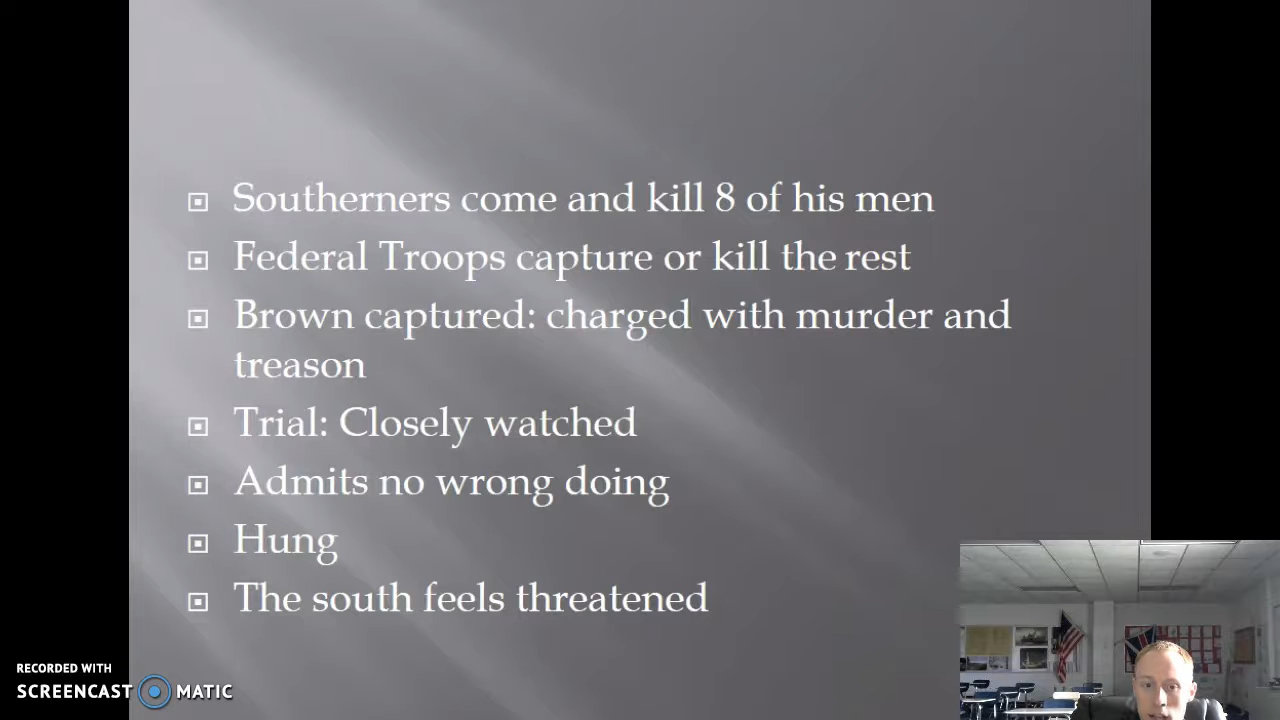 Southerners come and kill 8 of his men
Federal Troops capture or kill the rest
Brown captured: charged with murder and
treason
Trial: Closely watched
Admits no wrong doing
Hung
The south feels threatened
RECORDED WITH
SCREENCAST MATIC